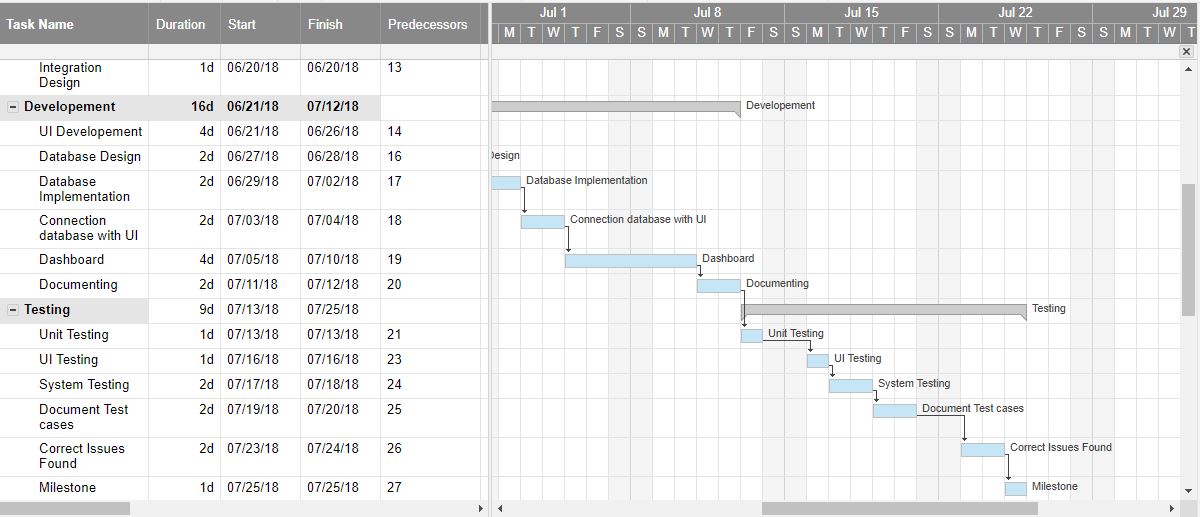 Task Name Duration Start Finish Predecessors
Jul 1 Jul 8 Jul 15 Jul 22 Jul 29
M T W T F S S M T W T F S S M T W T F S S M T W T F S S M T W T
Integration 1d 06/20/18 06/20/18 13
Design
Developement 16d 06/21/18 07/12/18 Developement
UI Developement 4d 06/21/18 06/26/18 14
Database Design 2d 06/27/18 06/28/18 16 Design
Database 2d 06/29/18 07/02/18 17 Database Implementation
Implementation
Connection 2d 07/03/18 07/04/18 18 Connection database with UI
database with UI
Dashboard 4d 07/05/18 07/10/18 19 Dashboard
Documenting 2d 07/11/18 07/12/18 20 Documenting
Testing 9d 07/13/18 07/25/18 Testing
Unit Testing 1d 07/13/18 07/13/18 21 Unit Testing
UI Testing 1d 07/16/18 07/16/18 23 UI Testing
System Testing 2d 07/17/18 07/18/18 24 System Testing
Document Test 2d 07/19/18 07/20/18 25 Document Test cases
cases
Correct Issues 2d 07/23/18 07/24/18 26 Correct Issues Found
Found
Milestone 1d 07/25/18 07/25/18 27 Milestone